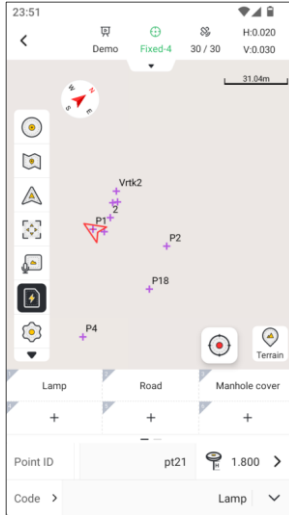 23:51
Demo
Fixed-4
30 / 30
H:0.020
V:0.030
31.04m
N
S
E
Vrtk2
2
P1
P2
P18
P4
Terrain
Lamp
Road
Manhole cover
+ + +
Point ID pt21 1.800 >
Code > Lamp